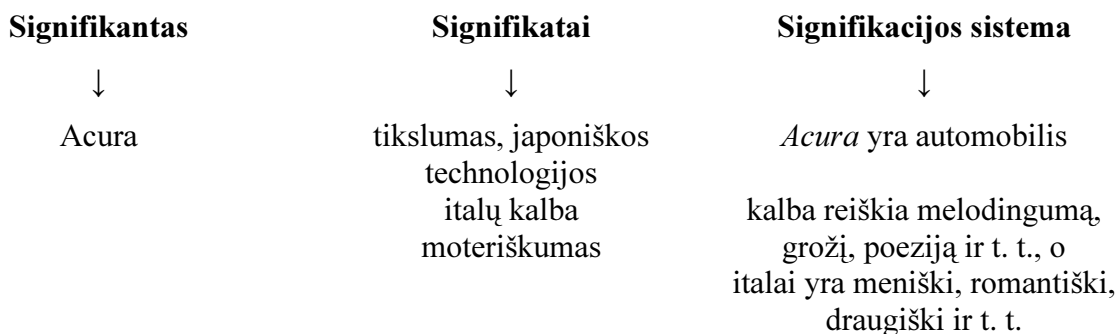 Signifikantas Signifikatai Signifikacijos sistema
↓ ↓ ↓
Acura tikslumas, japoniškos Acura yra automobilis
technologijos
italų kalba kalba reiškia melodingumą,
moteriškumas grožį, poeziją ir t. t., o
italai yra meniški, romantiški,
draugiški ir t. t.